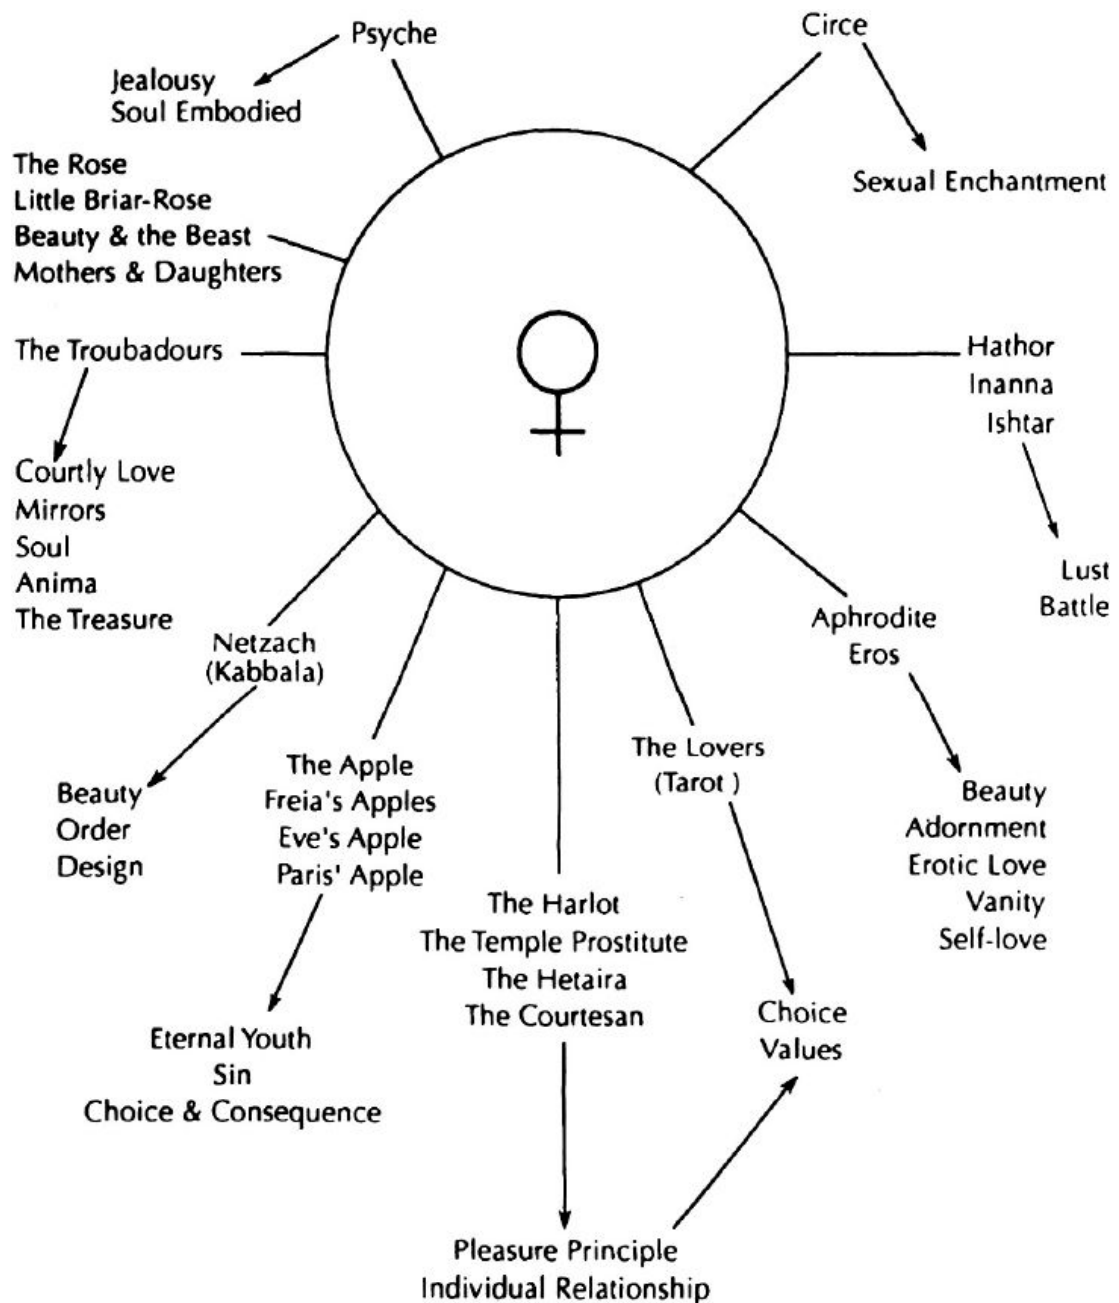 Psyche
Circe
Jealousy
Soul Embodied
Sexual Enchantment
The Rose
Little Briar-Rose
Beauty & the Beast
Mothers & Daughters
The Troubadours
Hathor
Inanna
Ishtar
Courtly Love
Mirrors
Soul
Anima
The Treasure
Lust
Battle
Netzach
(Kabbala)
Aphrodite
Eros
The Lovers
(Tarot )
Beauty
Order
Design
The Apple
Freia's Apples
Eve's Apple
Paris' Apple
Beauty
Adornment
Erotic Love
Vanity
Self-love
The Harlot
The Temple Prostitute
The Hetaira
The Courtesan
Choice
Values
Eternal Youth
Sin
Choice & Consequence
Pleasure Principle
Individual Relationship